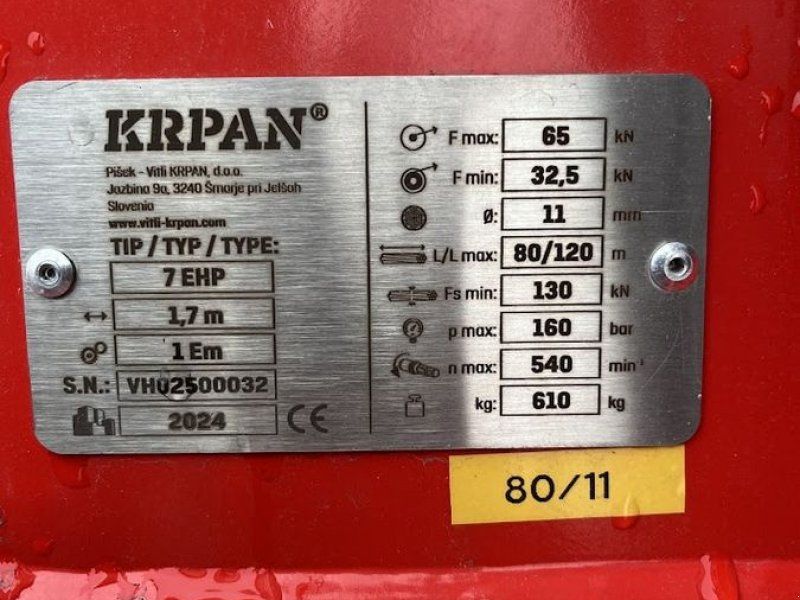 KRPAN®
Pišek - Vitli KRPAN, d.o.o.
Jazbina 9a, 3240 Šmarje pri Jelšah
Slovenia
www.vitli-krpan.com
TIP / TYP / TYPE:
7 EHP
1,7 m
1 Em
S.N.: VH02500032
2024 CE
F max: 65 kN
F min: 32,5 kN
Ø: 11 mm
L/L max: 80/120 m
Fs min: 130 kN
p max: 160 bar
n max: 540 min⁻¹
kg: 610 kg
80/11